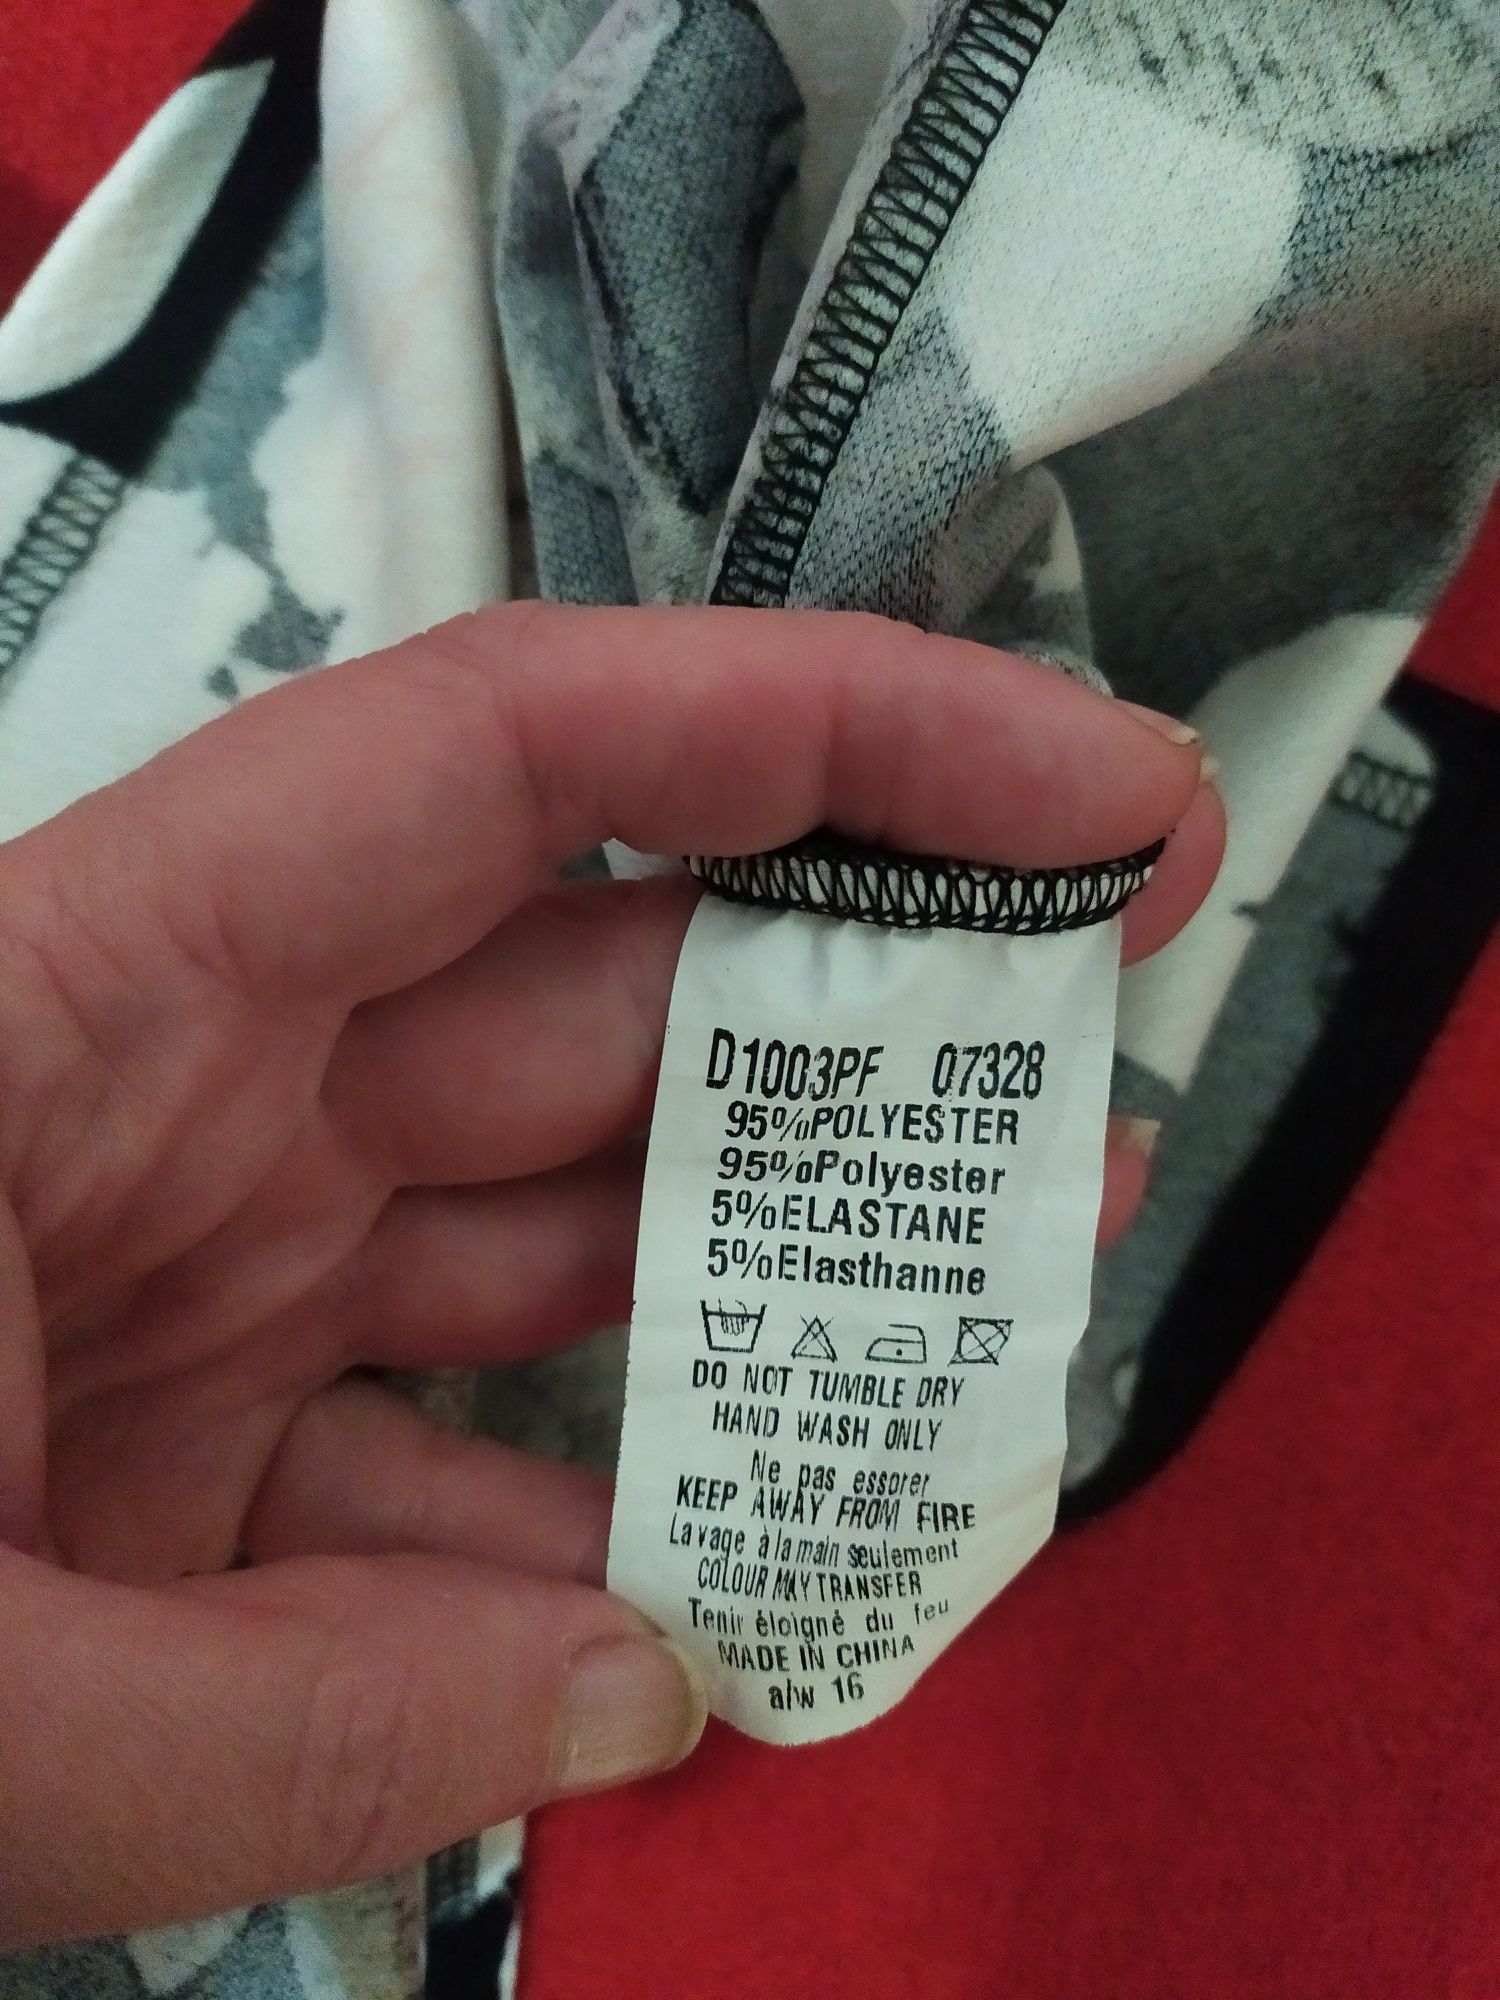 D1003PF 07328
95%POLYESTER
95%Polyester
5%ELASTANE
5%Elasthanne
DO NOT TUMBLE DRY
HAND WASH ONLY
Ne pas essorer
KEEP AWAY FROM FIRE
Lavage à la main seulement
COLOUR MAY TRANSFER
Tenir éloigné du feu
MADE IN CHINA
a/w 16